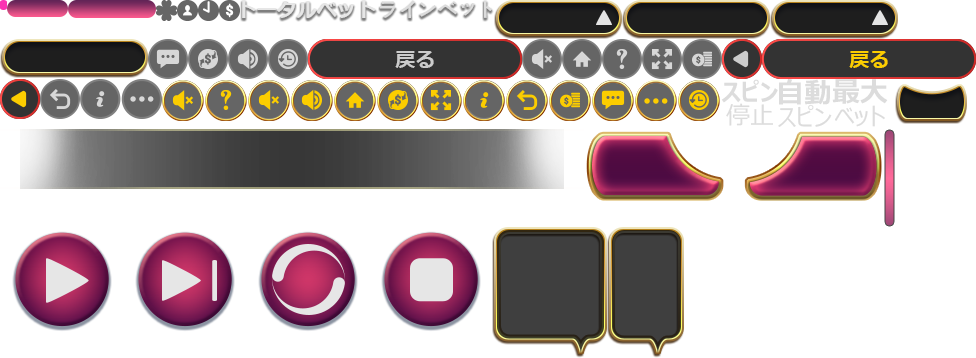 トータルベットラインベット
戻る
戻る
スピン自動最大
停止スピンベット